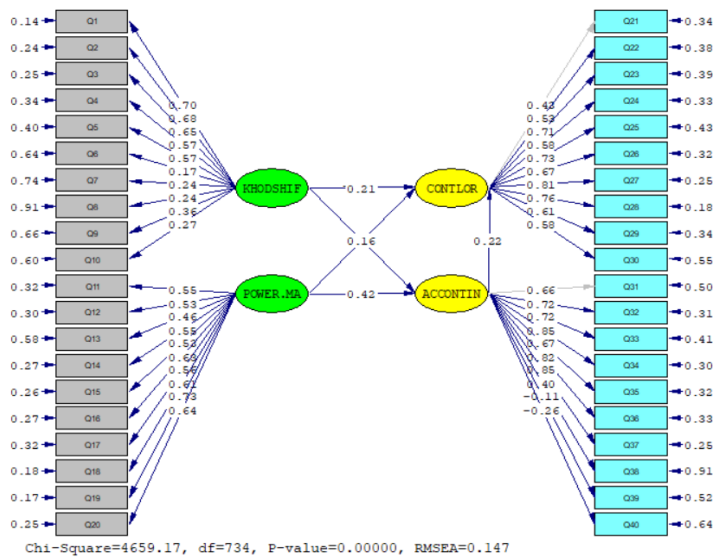 0.14 Q1
0.24 Q2
0.25 Q3
0.34 Q4
0.40 Q5
0.64 Q6
0.74 Q7
0.91 Q8
0.66 Q9
0.60 Q10
0.32 Q11
0.30 Q12
0.58 Q13
0.27 Q14
0.26 Q15
0.27 Q16
0.32 Q17
0.18 Q18
0.17 Q19
0.25 Q20
0.70
0.68
0.65
0.57
0.57
0.17
0.24
0.24
0.36
0.27
0.55
0.53
0.46
0.55
0.53
0.63
0.56
0.61
0.73
0.64
KHODSHIF
POWER.MA
-0.21
0.16
0.42
0.22
CONTLOR
ACCONTIN
0.43
0.53
0.71
0.58
0.73
0.67
0.81
0.76
0.61
0.58
0.66
0.72
0.72
0.85
0.67
0.82
0.85
0.40
-0.11
-0.26
Q21 0.34
Q22 0.38
Q23 0.39
Q24 0.33
Q25 0.43
Q26 0.32
Q27 0.25
Q28 0.18
Q29 0.34
Q30 0.55
Q31 0.50
Q32 0.31
Q33 0.41
Q34 0.30
Q35 0.32
Q36 0.33
Q37 0.25
Q38 0.91
Q39 0.52
Q40 0.64
Chi-Square=4659.17, df=734, P-value=0.00000, RMSEA=0.147